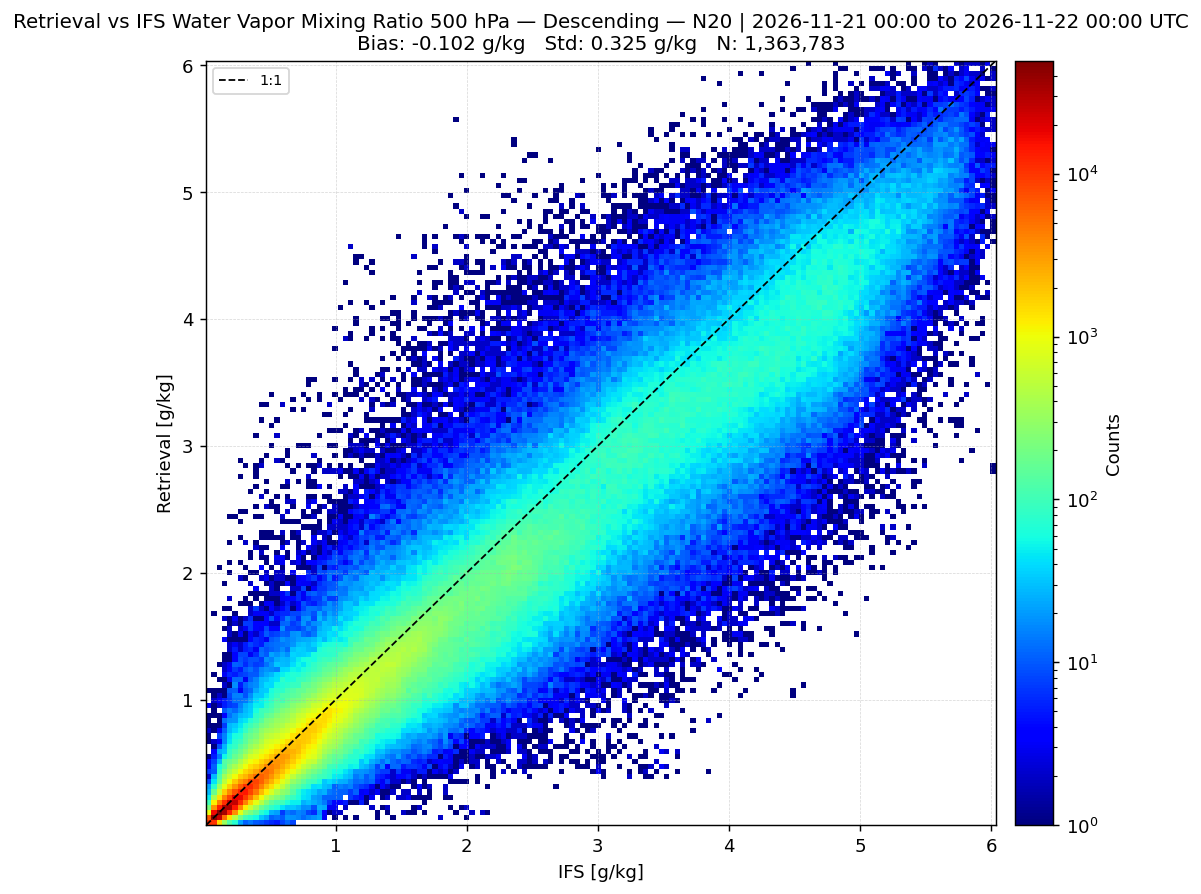 Retrieval vs IFS Water Vapor Mixing Ratio 500 hPa — Descending — N20 | 2026-11-21 00:00 to 2026-11-22 00:00 UTC
Bias: -0.102 g/kg   Std: 0.325 g/kg   N: 1,363,783
1:1
6
5
4
3
2
1
Retrieval [g/kg]
1 2 3 4 5 6
IFS [g/kg]
10⁴
10³
10²
10¹
10⁰
Counts